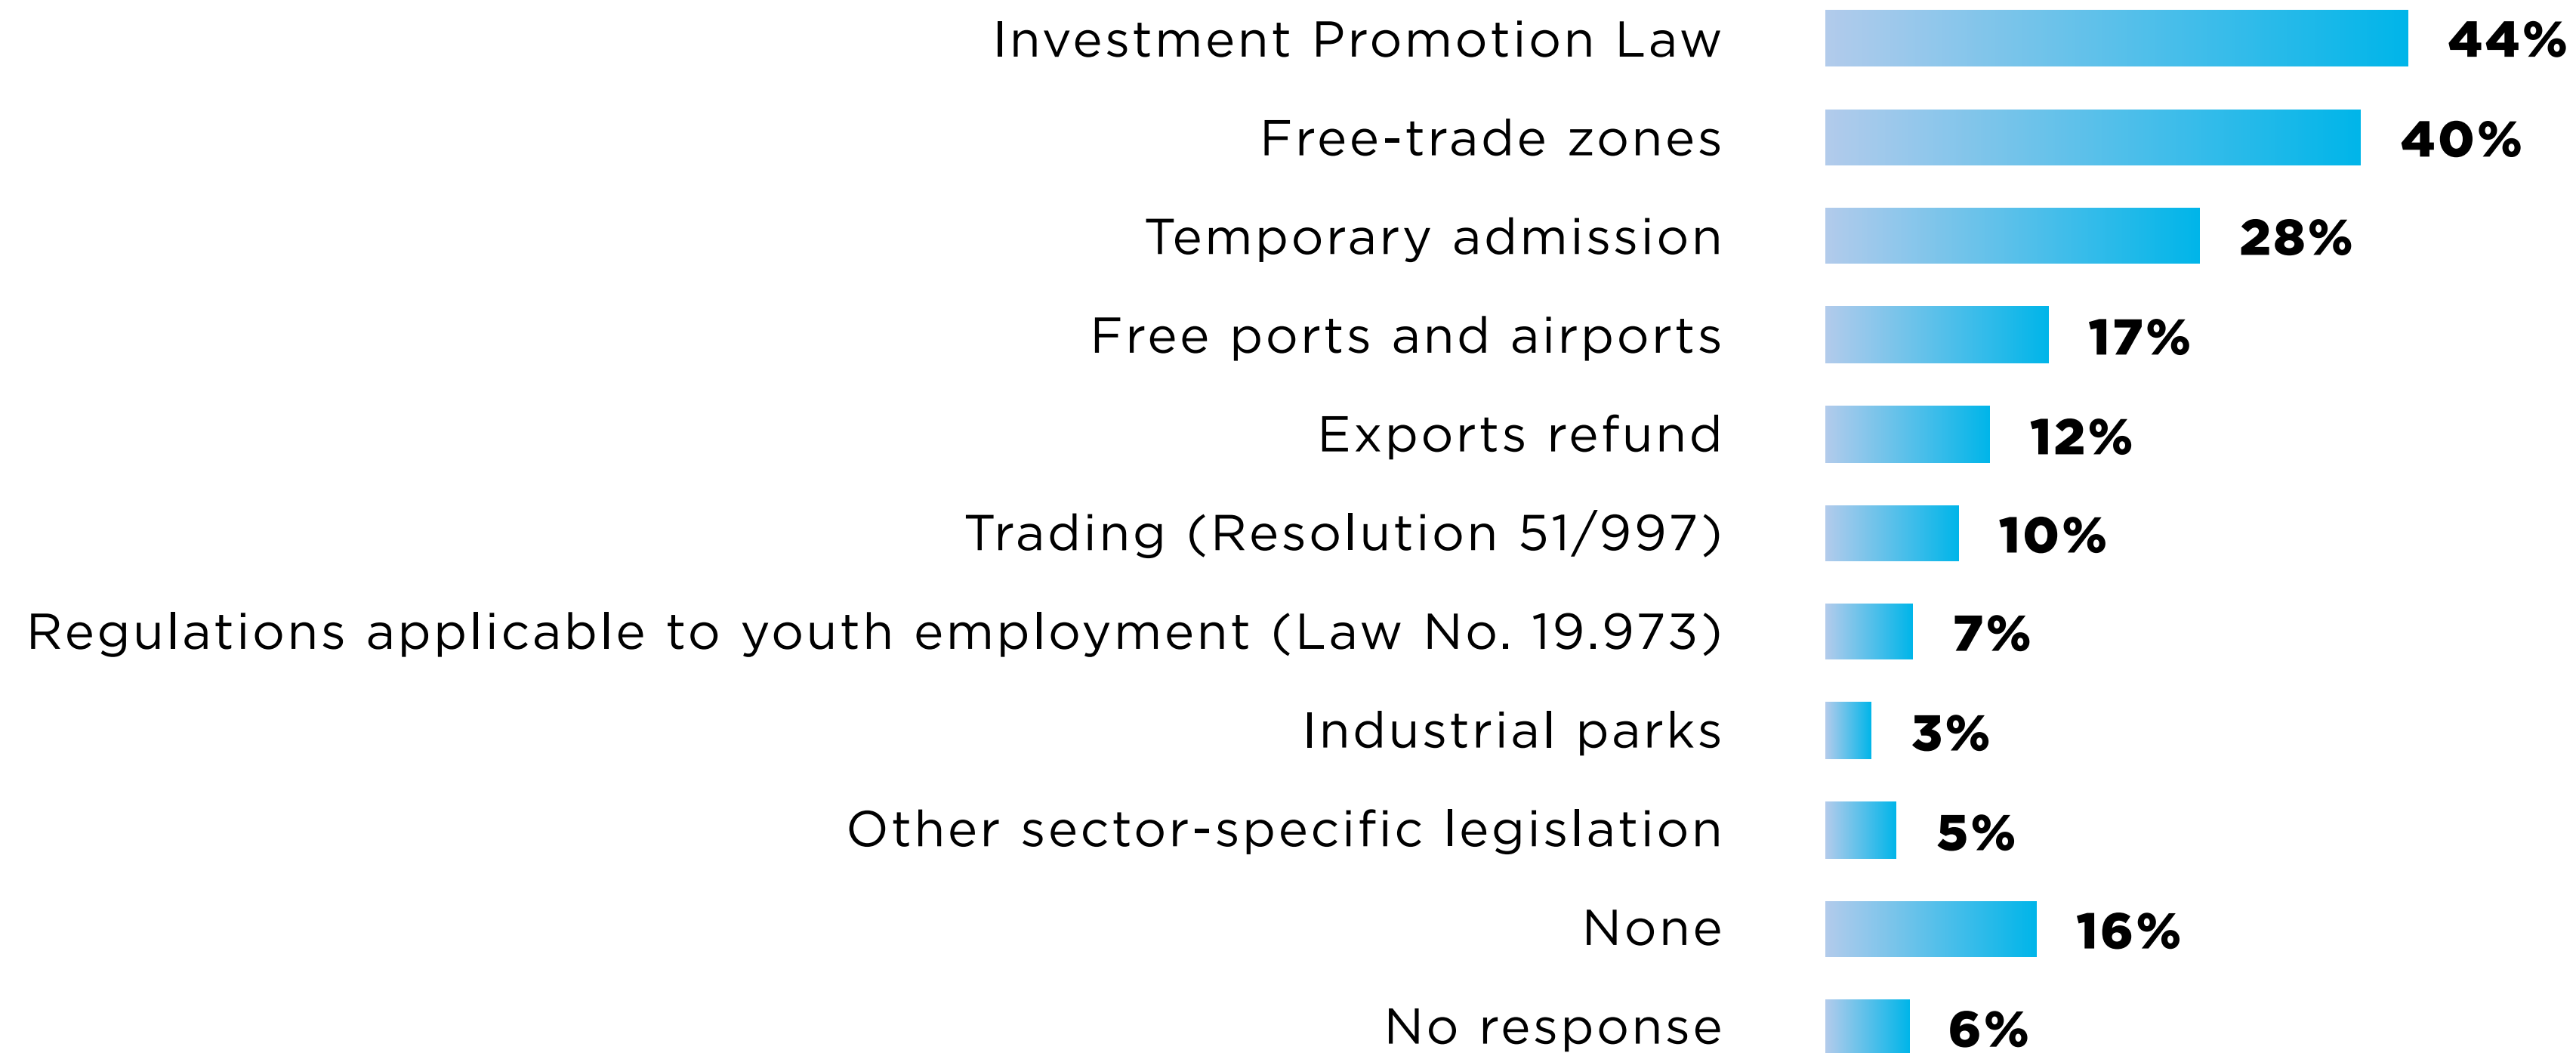 Investment Promotion Law 44%
Free-trade zones 40%
Temporary admission 28%
Free ports and airports 17%
Exports refund 12%
Trading (Resolution 51/997) 10%
Regulations applicable to youth employment (Law No. 19.973) 7%
Industrial parks 3%
Other sector-specific legislation 5%
None 16%
No response 6%